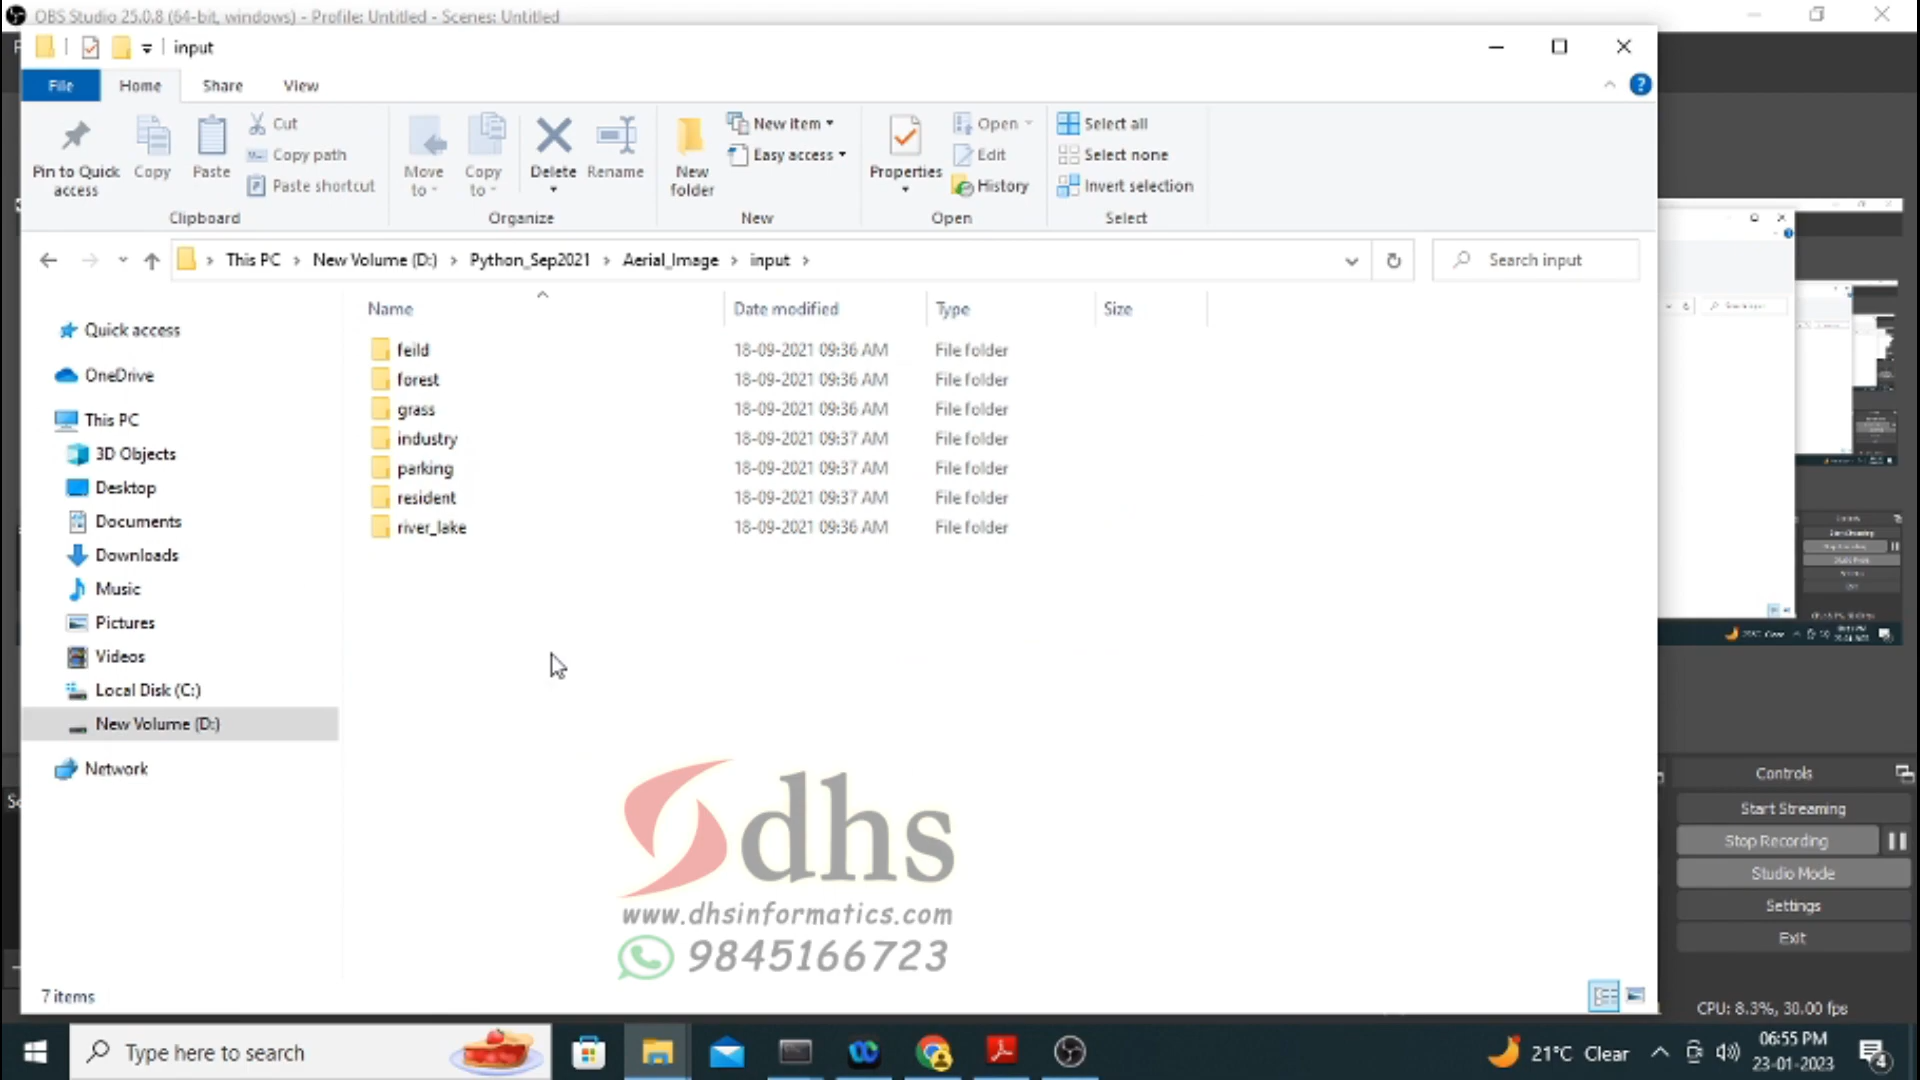 OBS Studio 25.0.8 (64-bit, windows) - Profile: Untitled - Scenes: Untitled
input
File Home Share View
Pin to Quick access
Copy
Paste
Cut
Copy path
Paste shortcut
Clipboard
Move to
Copy to
Delete
Rename
Organize
New folder
New item
Easy access
New
Properties
Open
Edit
History
Open
Select all
Select none
Invert selection
Select
This PC > New Volume (D:) > Python_Sep2021 > Aerial_Image > input >
Search input
Name Date modified Type Size
feild 18-09-2021 09:36 AM File folder
forest 18-09-2021 09:36 AM File folder
grass 18-09-2021 09:36 AM File folder
industry 18-09-2021 09:37 AM File folder
parking 18-09-2021 09:37 AM File folder
resident 18-09-2021 09:37 AM File folder
river_lake 18-09-2021 09:36 AM File folder
Quick access
OneDrive
This PC
3D Objects
Desktop
Documents
Downloads
Music
Pictures
Videos
Local Disk (C:)
New Volume (D:)
Network
dhs
www.dhsinformatics.com
9845166723
7 items
Controls
Start Streaming
Stop Recording
Studio Mode
Settings
Exit
CPU: 8.3%, 30.00 fps
Type here to search
21°C Clear
06:55 PM
23-01-2023
4